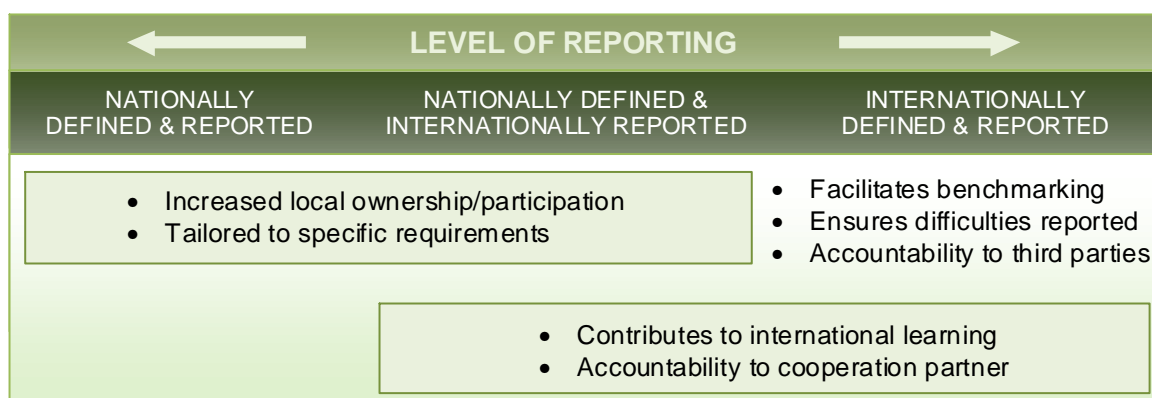 LEVEL OF REPORTING
NATIONALLY
DEFINED & REPORTED
NATIONALLY DEFINED &
INTERNATIONALLY REPORTED
INTERNATIONALLY
DEFINED & REPORTED
• Increased local ownership/participation
• Tailored to specific requirements
• Facilitates benchmarking
• Ensures difficulties reported
• Accountability to third parties
• Contributes to international learning
• Accountability to cooperation partner